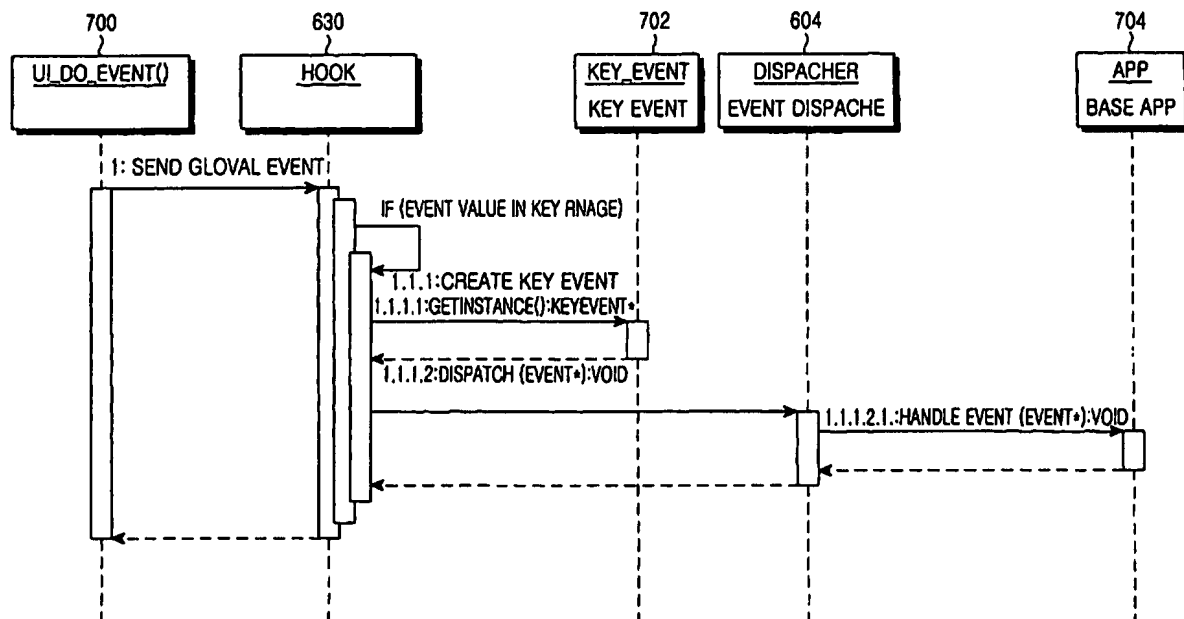 700
630
702
604
704
UI_DO_EVENT()
HOOK
KEY_EVENT
KEY EVENT
DISPACHER
EVENT DISPACHE
APP
BASE APP
1: SEND GLOVAL EVENT
IF (EVENT VALUE IN KEY RNAGE)
1.1.1:CREATE KEY EVENT
1.1.1.1:GETINSTANCE():KEYEVENT*
1.1.1.2:DISPATCH (EVENT*):VOID
1.1.1.2.1.:HANDLE EVENT (EVENT*):VOID